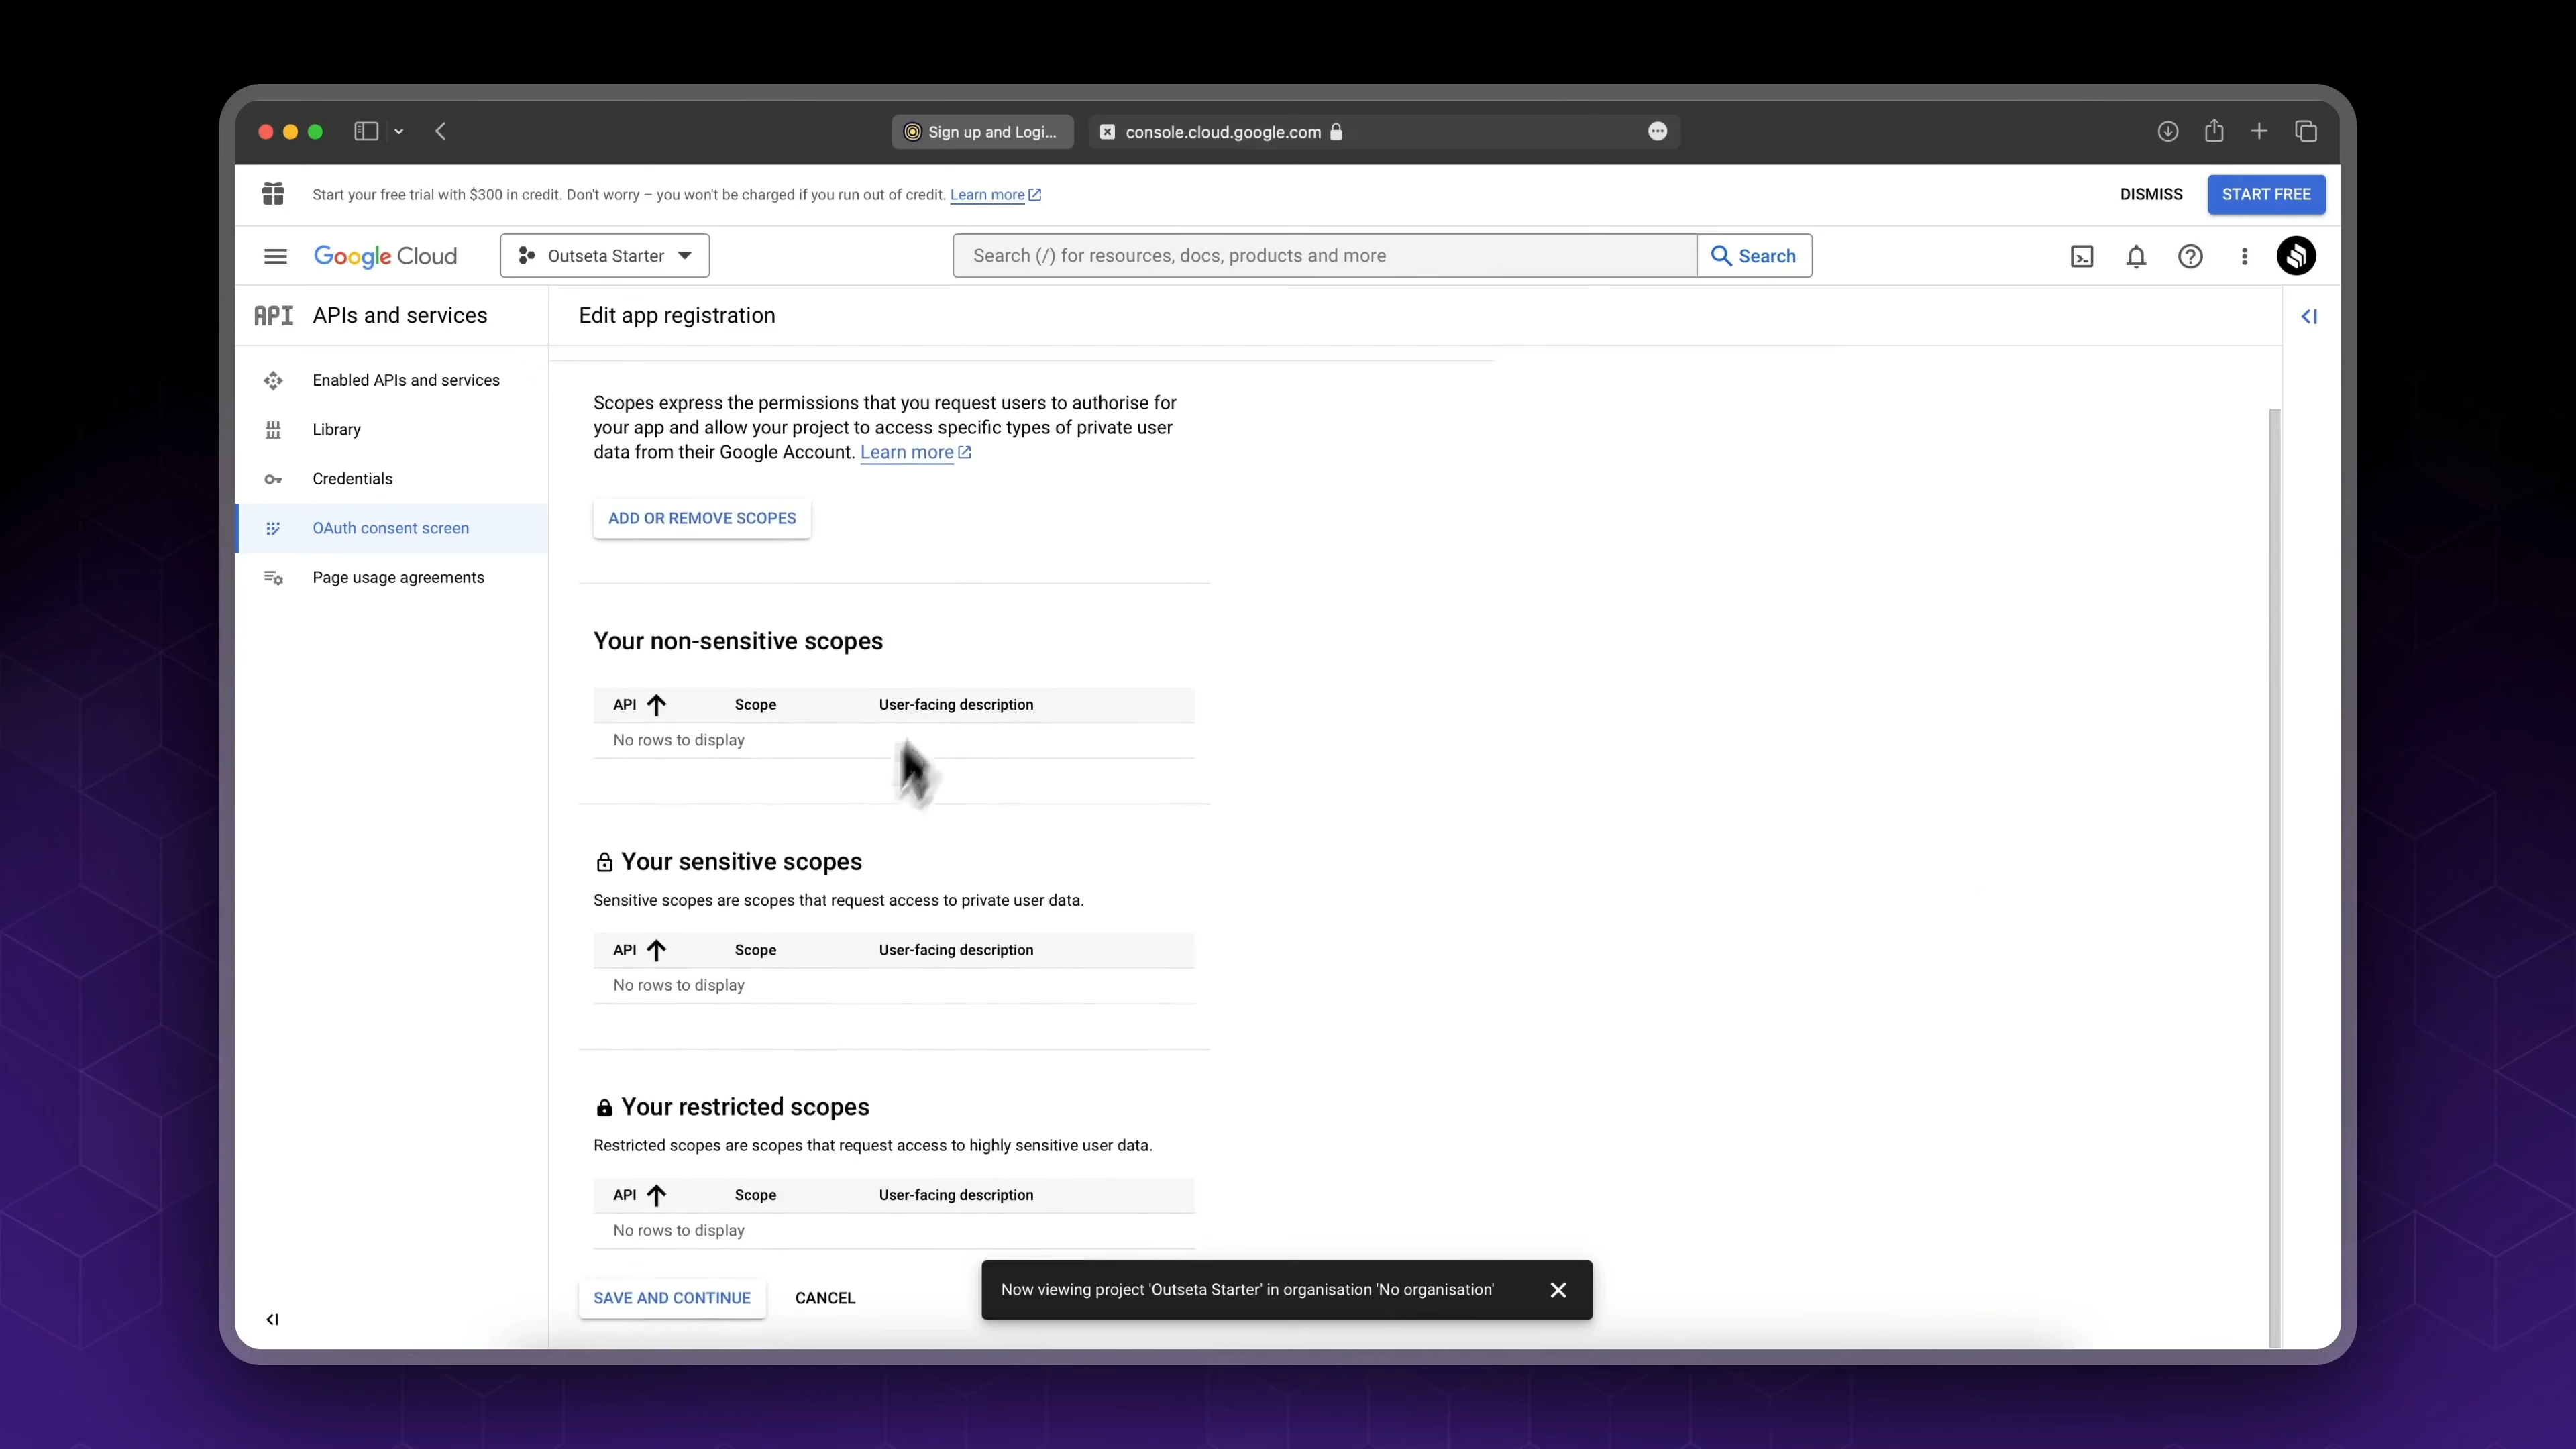 Sign up and Logi...
console.cloud.google.com
Start your free trial with $300 in credit. Don't worry – you won't be charged if you run out of credit. Learn more
DISMISS
START FREE
Google Cloud
Outseta Starter
Search (/) for resources, docs, products and more
Search
API
APIs and services
Edit app registration
Enabled APIs and services
Library
Credentials
OAuth consent screen
Page usage agreements
Scopes express the permissions that you request users to authorise for
your app and allow your project to access specific types of private user
data from their Google Account. Learn more
ADD OR REMOVE SCOPES
Your non-sensitive scopes
API Scope User-facing description
No rows to display
Your sensitive scopes
Sensitive scopes are scopes that request access to private user data.
API Scope User-facing description
No rows to display
Your restricted scopes
Restricted scopes are scopes that request access to highly sensitive user data.
API Scope User-facing description
No rows to display
SAVE AND CONTINUE
CANCEL
Now viewing project 'Outseta Starter' in organisation 'No organisation'